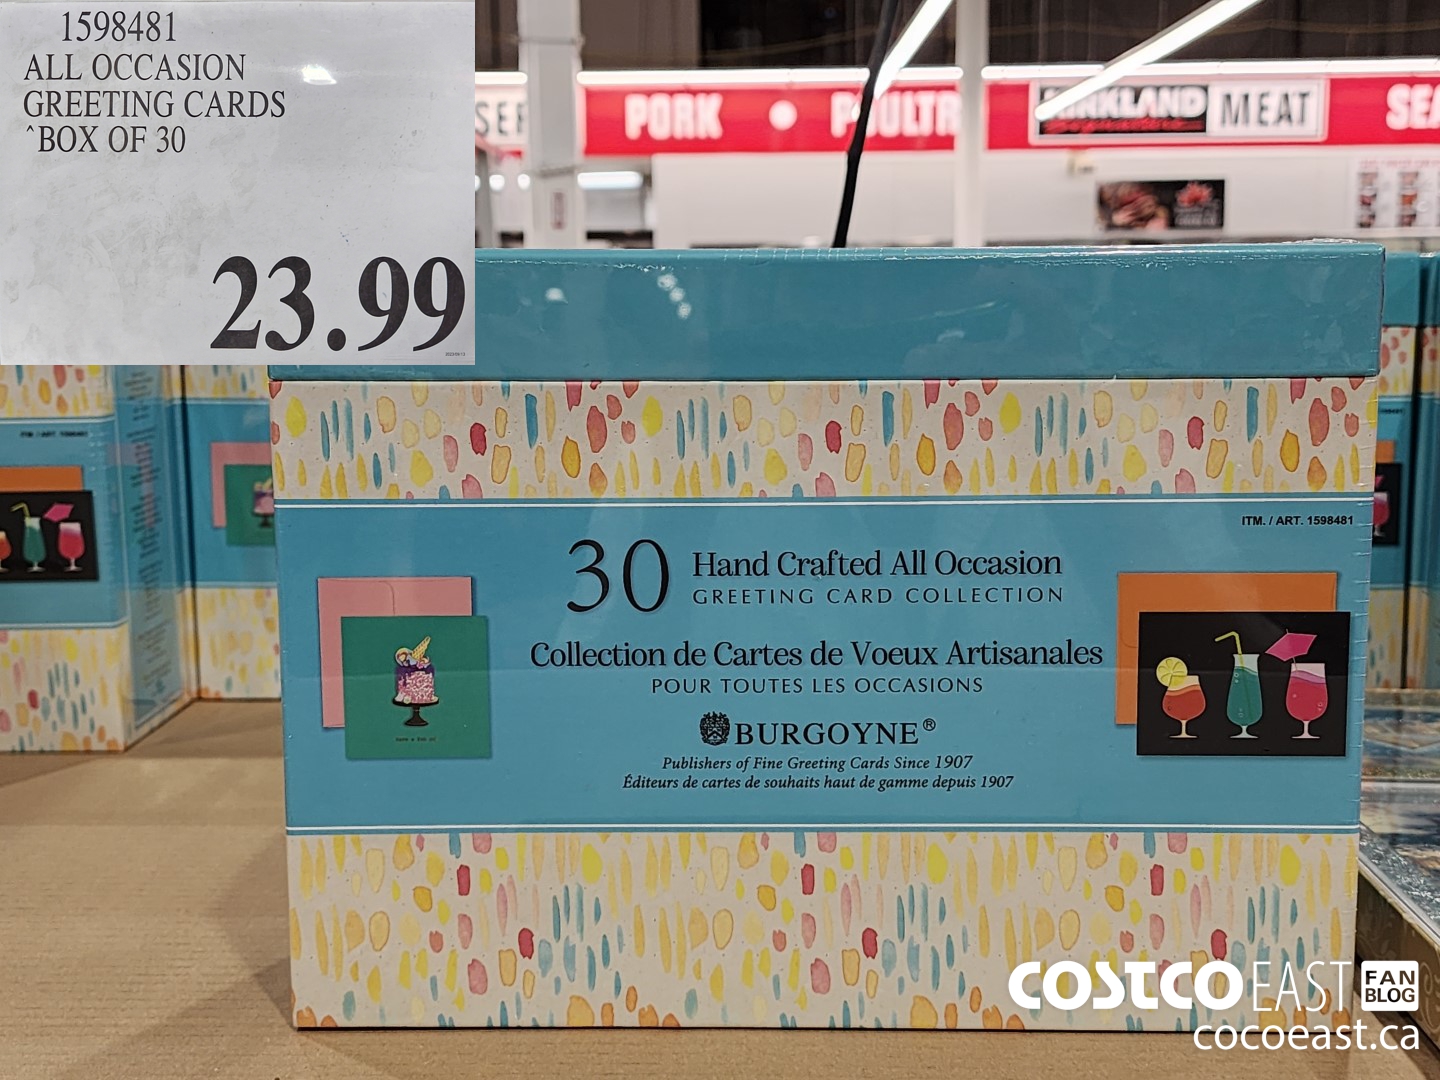 1598481
ALL OCCASION
GREETING CARDS
^BOX OF 30
23.99
PORK
KIRKLAND
Signature
MEAT
ITM. / ART. 1598481
30 Hand Crafted All Occasion
GREETING CARD COLLECTION
Collection de Cartes de Voeux Artisanales
POUR TOUTES LES OCCASIONS
BURGOYNE®
Publishers of Fine Greeting Cards Since 1907
Éditeurs de cartes de souhaits haut de gamme depuis 1907
COSTCO EAST FAN
BLOG
cocoeast.ca